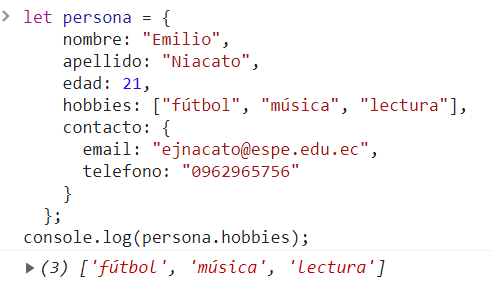 let persona = {
nombre: "Emilio",
apellido: "Niacato",
edad: 21,
hobbies: ["fútbol", "música", "lectura"],
contacto: {
email: "ejnacato@espe.edu.ec",
telefono: "0962965756"
}
};
console.log(persona.hobbies);
(3) ['fútbol', 'música', 'lectura']